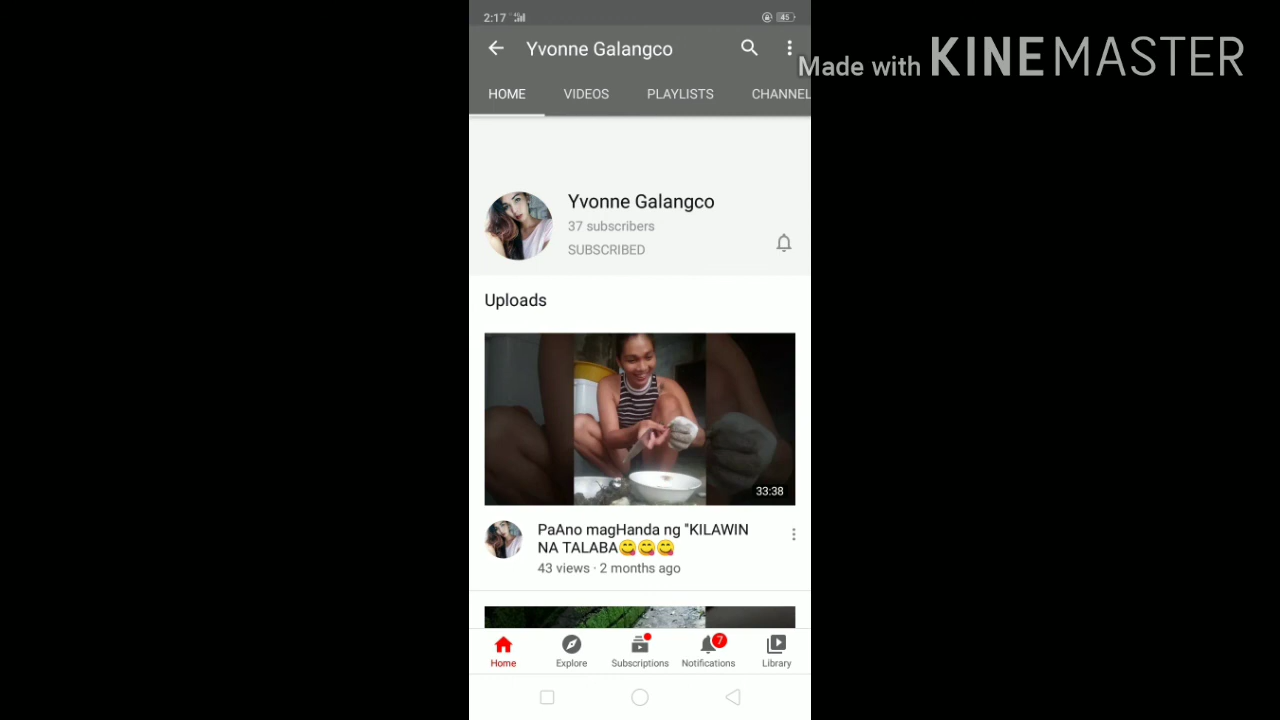 2:17
45
Yvonne Galangco
Made with KINEMASTER
HOME VIDEOS PLAYLISTS CHANNEL
Yvonne Galangco
37 subscribers
SUBSCRIBED
Uploads
33:38
PaAno magHanda ng "KILAWIN
NA TALABA😋😋😋
43 views · 2 months ago
7
Home Explore Subscriptions Notifications Library